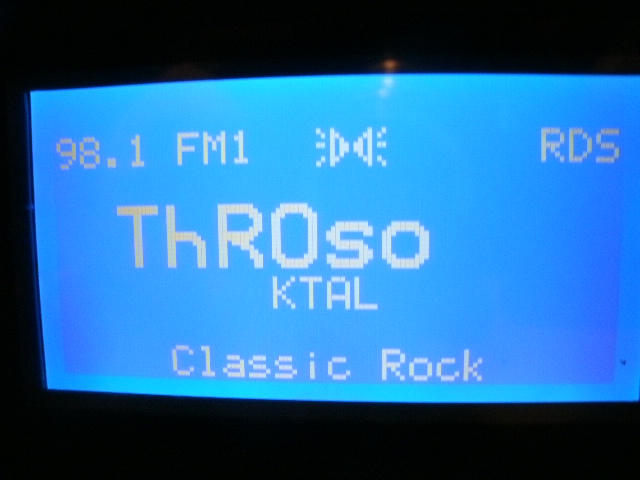 98.1 FM1 RDS
ThROso
KTAL
Classic Rock